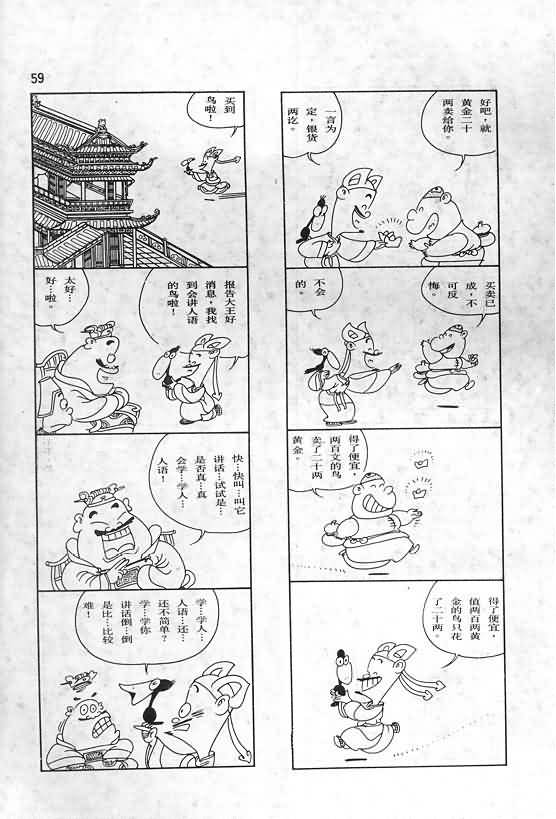 59
好吧，就
黄金二十
两卖给你。
一言为
定，银货
两讫。
买卖已
成，不
可反
悔。
不会
的。
得了便宜，
两百文的鸟
卖了二十两
黄金。
得了便宜，
值两百两黄
金的鸟只花
了二十两。
买到
鸟啦！
报告大王好
消息，我找
到会讲人语
的鸟啦！
太好…
好…啦。
快…快叫…叫它
讲话…试试是…
是否真…真
会学…学人…
人语！
学…学人…
人语…还…
还不简单？
学…学你
讲话倒…倒
是比…比较
难！